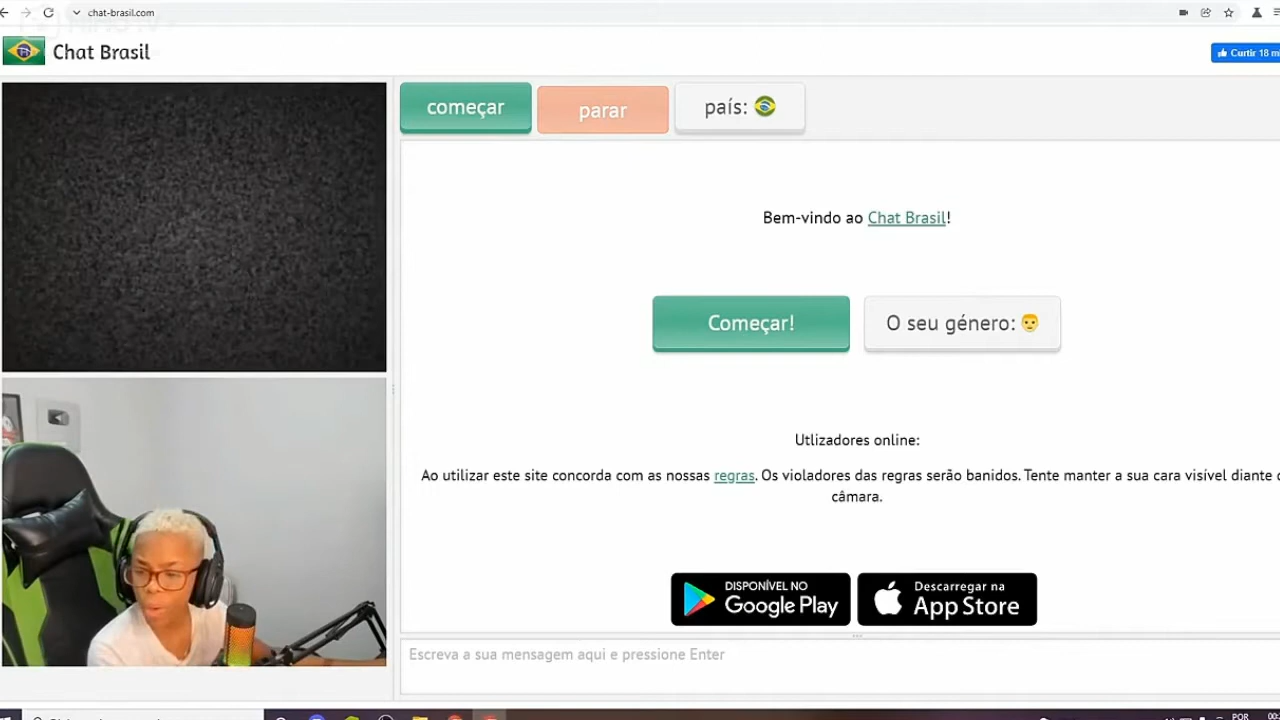 chat-brasil.com
Chat Brasil
Curtir 18 mi
começar
parar
país:
Bem-vindo ao Chat Brasil!
Começar!
O seu género:
Utlizadores online:
Ao utilizar este site concorda com as nossas regras. Os violadores das regras serão banidos. Tente manter a sua cara visível diante
câmara.
DISPONÍVEL NO
Google Play
Descarregar na
App Store
Escreva a sua mensagem aqui e pressione Enter
POR